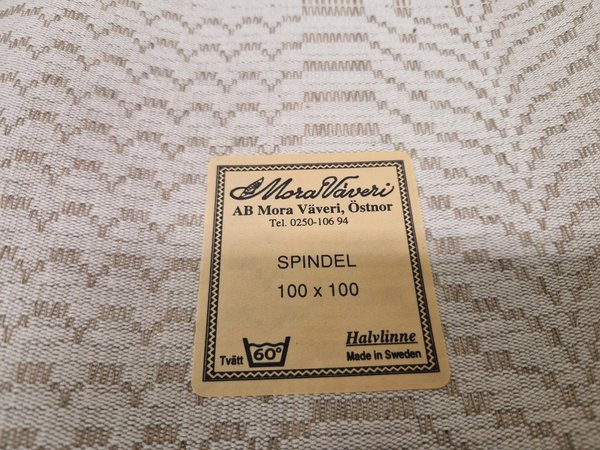 Mora Väveri
AB Mora Väveri, Östnor
Tel. 0250-106 94
SPINDEL
100 x 100
Halvlinne
Tvätt 60° Made in Sweden